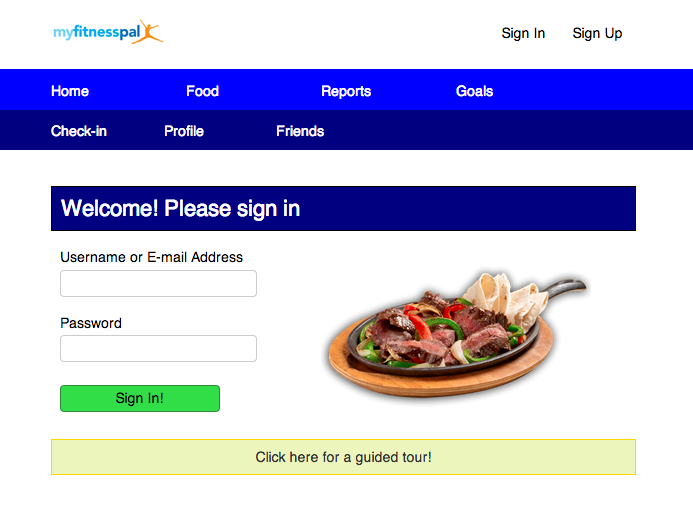 myfitnesspal
Sign In Sign Up
Home Food Reports Goals
Check-in Profile Friends
Welcome! Please sign in
Username or E-mail Address
Password
Sign In!
Click here for a guided tour!